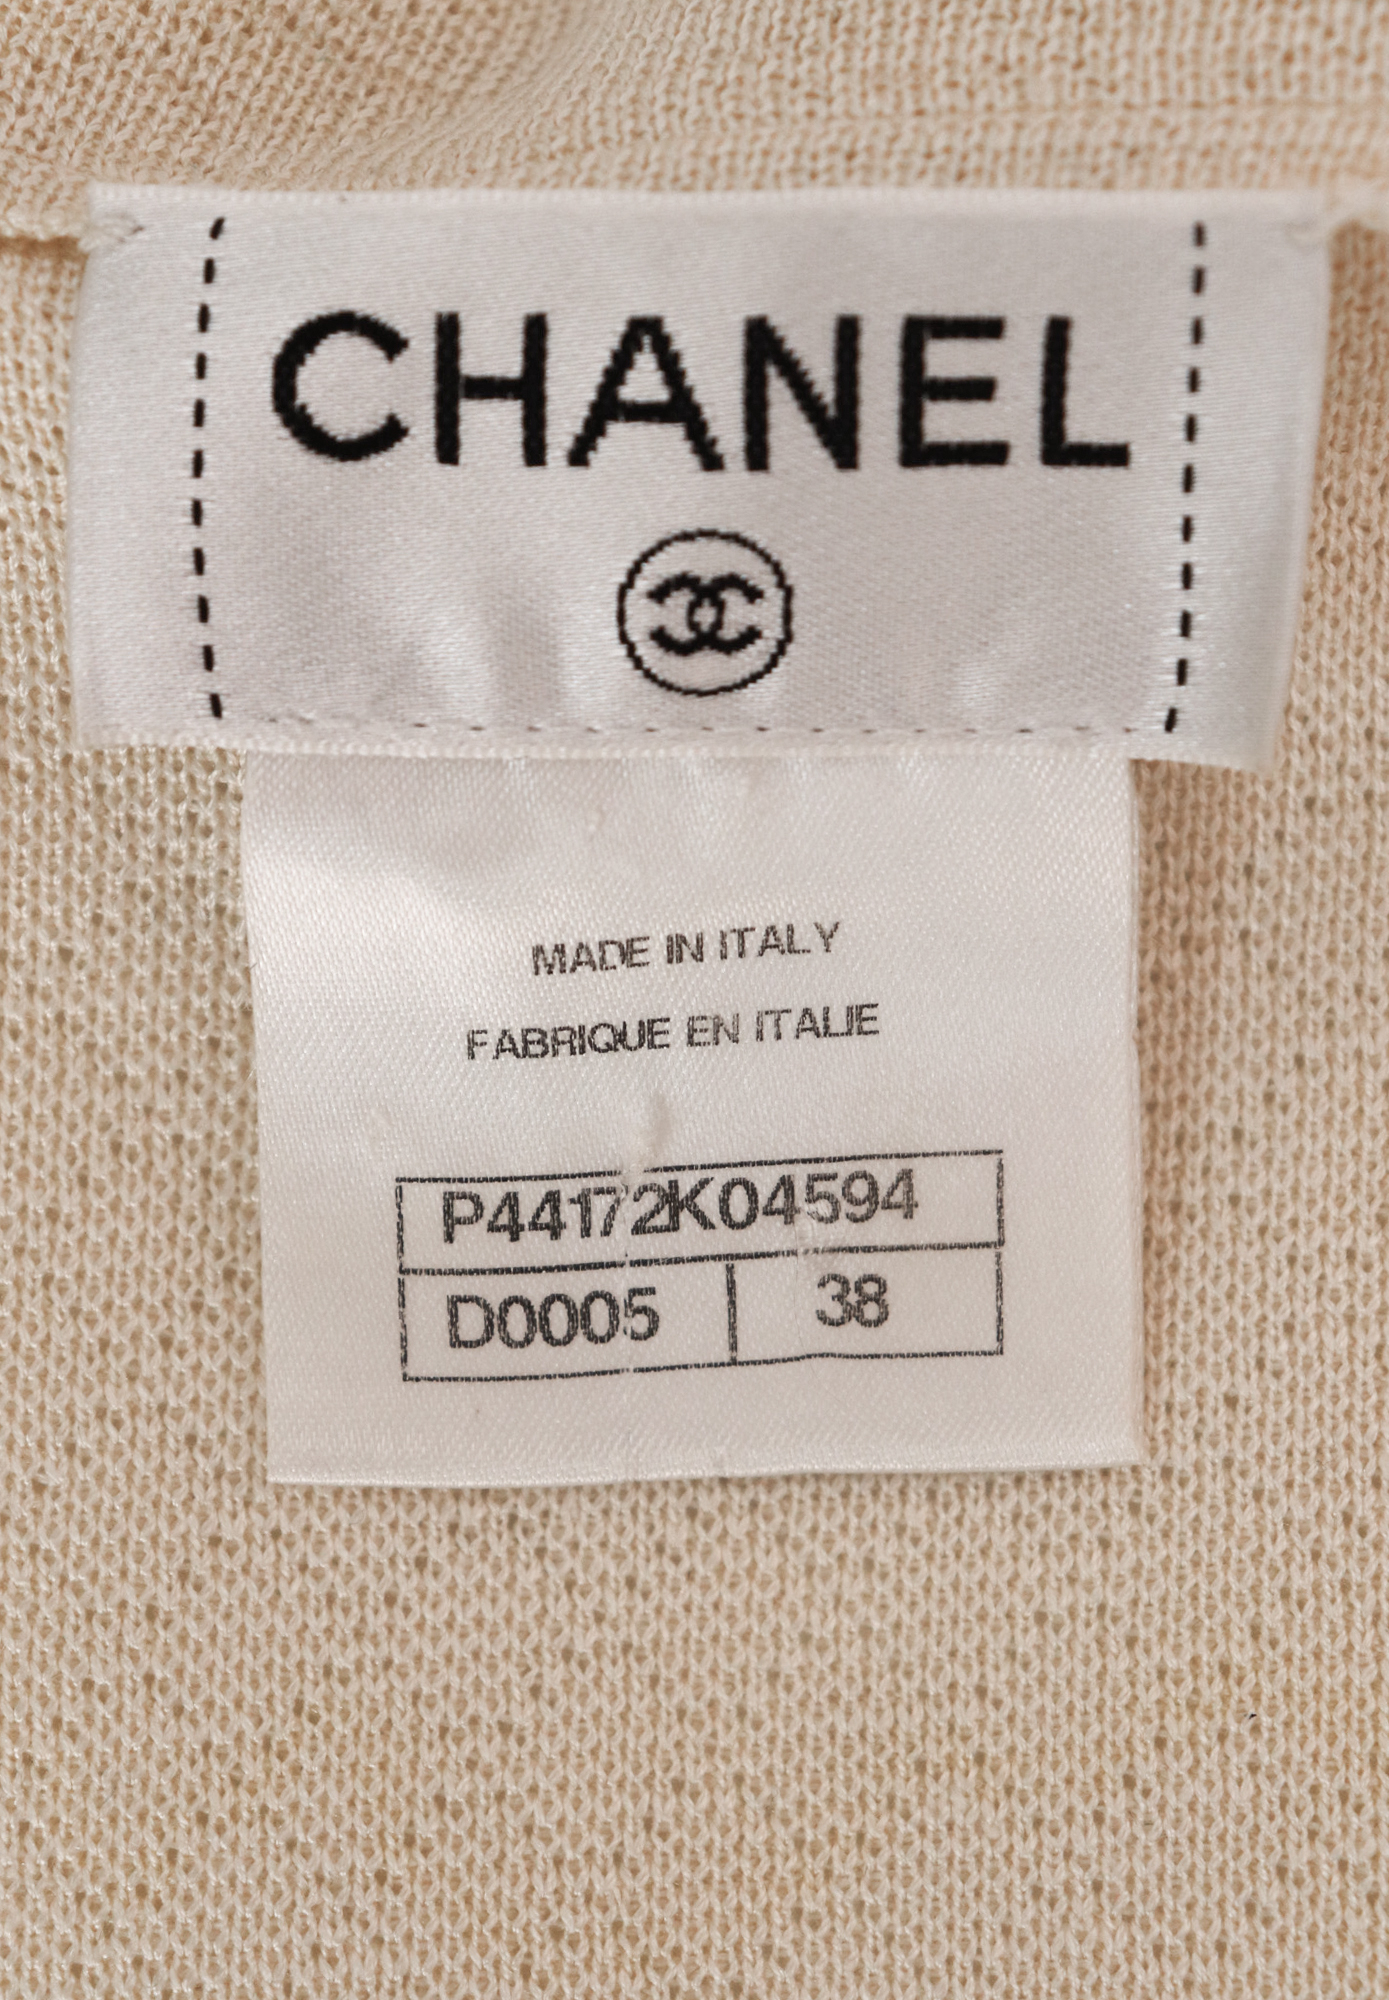 CHANEL
MADE IN ITALY
FABRIQUE EN ITALIE
P44172K04594
D0005 38